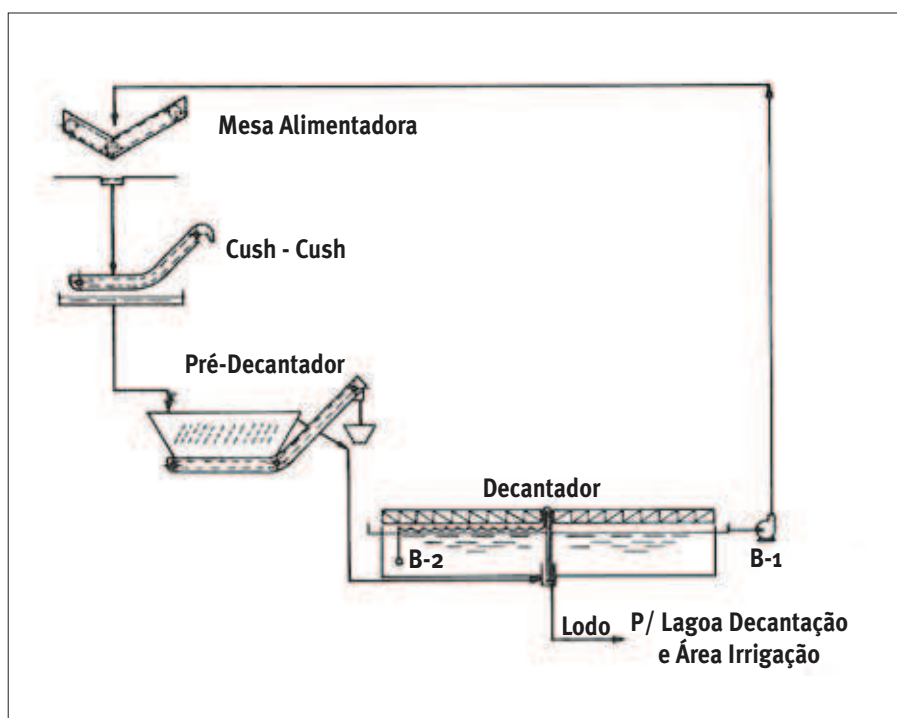 Mesa Alimentadora
Cush - Cush
Pré-Decantador
Decantador
B-2
B-1
Lodo
P/ Lagoa Decantação
e Área Irrigação